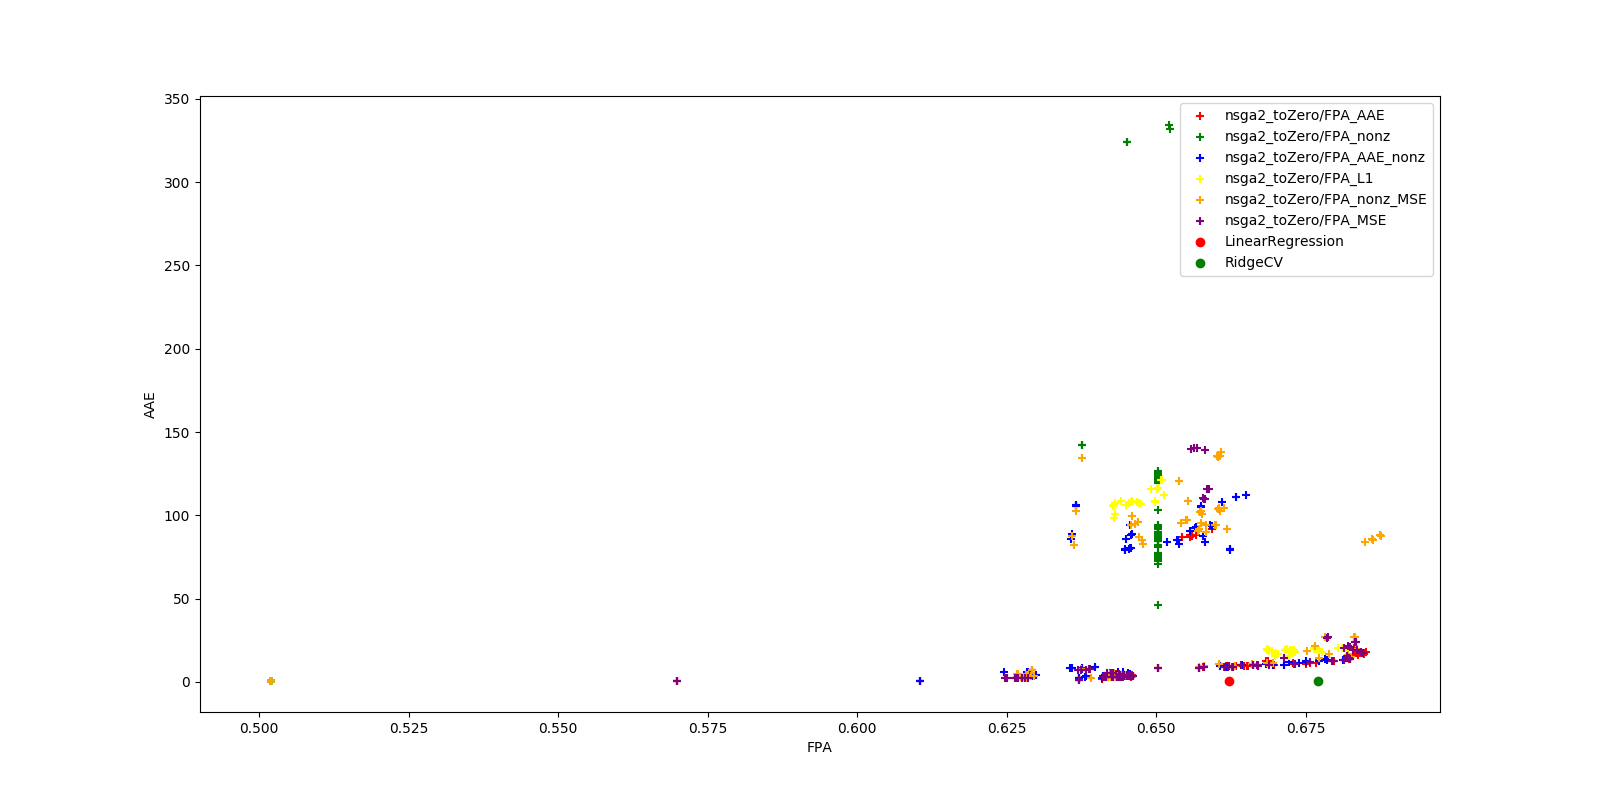 350
300
250
200
150
100
50
0
AAE
nsga2_toZero/FPA_AAE
nsga2_toZero/FPA_nonz
nsga2_toZero/FPA_AAE_nonz
nsga2_toZero/FPA_L1
nsga2_toZero/FPA_nonz_MSE
nsga2_toZero/FPA_MSE
LinearRegression
RidgeCV
0.500 0.525 0.550 0.575 0.600 0.625 0.650 0.675
FPA